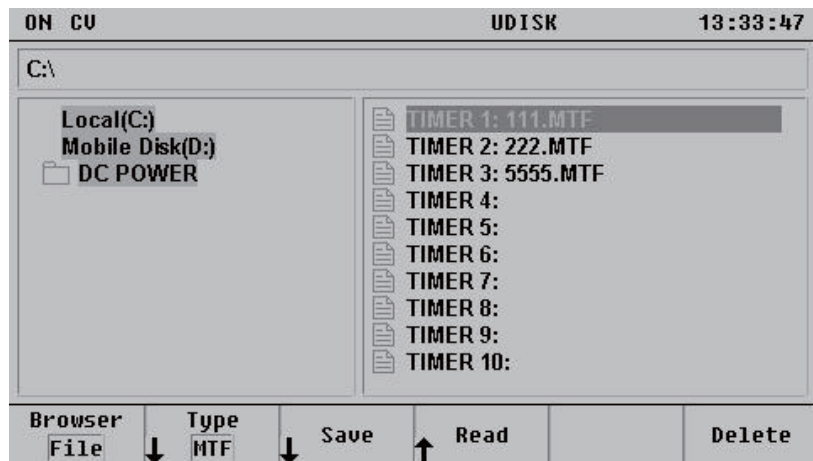 ON CV UDISK 13:33:47
C:\
Local(C:)
Mobile Disk(D:)
DC POWER
TIMER 1: 111.MTF
TIMER 2: 222.MTF
TIMER 3: 5555.MTF
TIMER 4:
TIMER 5:
TIMER 6:
TIMER 7:
TIMER 8:
TIMER 9:
TIMER 10:
Browser Type Save Read Delete
File MTF